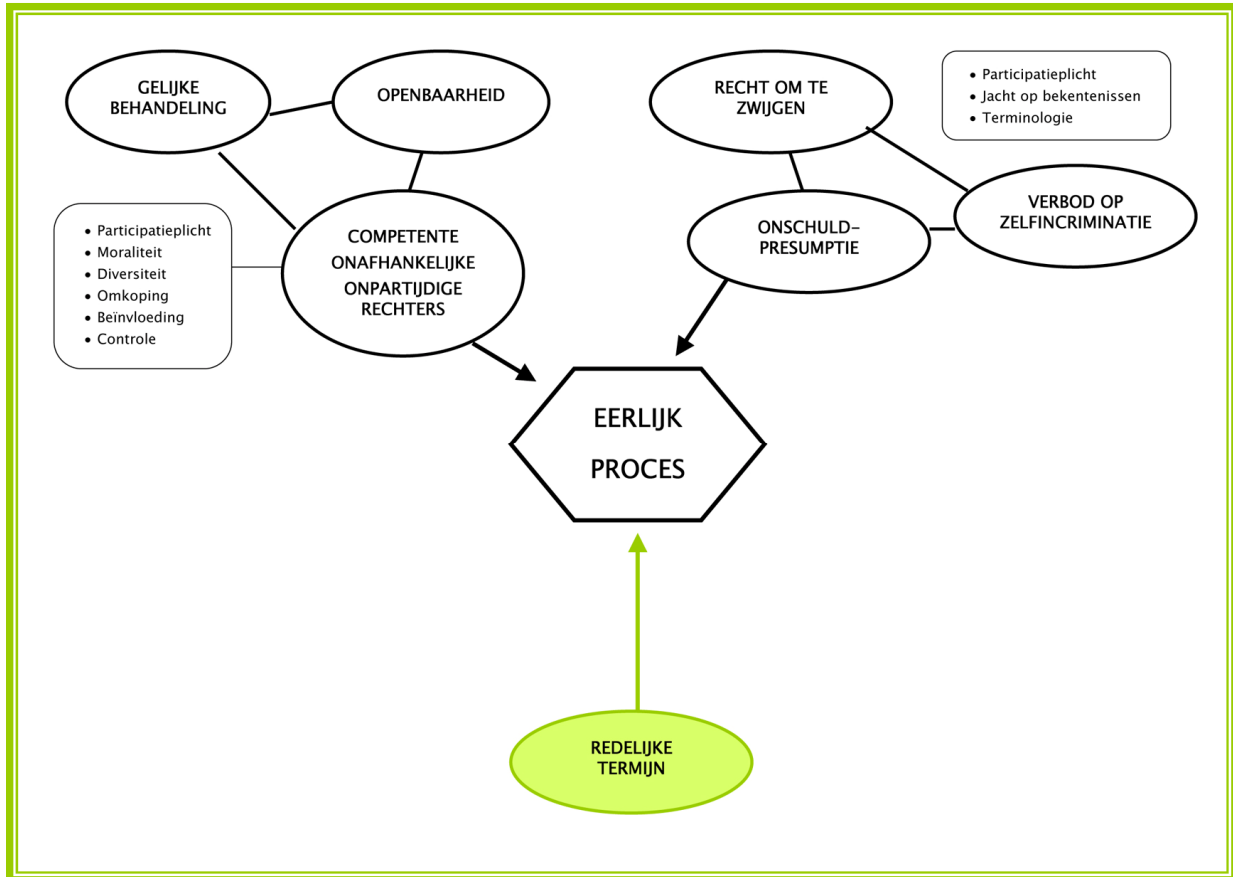 GELIJKE
BEHANDELING
OPENBAARHEID
RECHT OM TE
ZWIJGEN
• Participatieplicht
• Jacht op bekentenissen
• Terminologie
• Participatieplicht
• Moraliteit
• Diversiteit
• Omkoping
• Beïnvloeding
• Controle
COMPETENTE
ONAFHANKELIJKE
ONPARTIJDIGE
RECHTERS
ONSCHULD-
PRESUMPTIE
VERBOD OP
ZELFINCRIMINATIE
EERLIJK
PROCES
REDELIJKE
TERMIJN